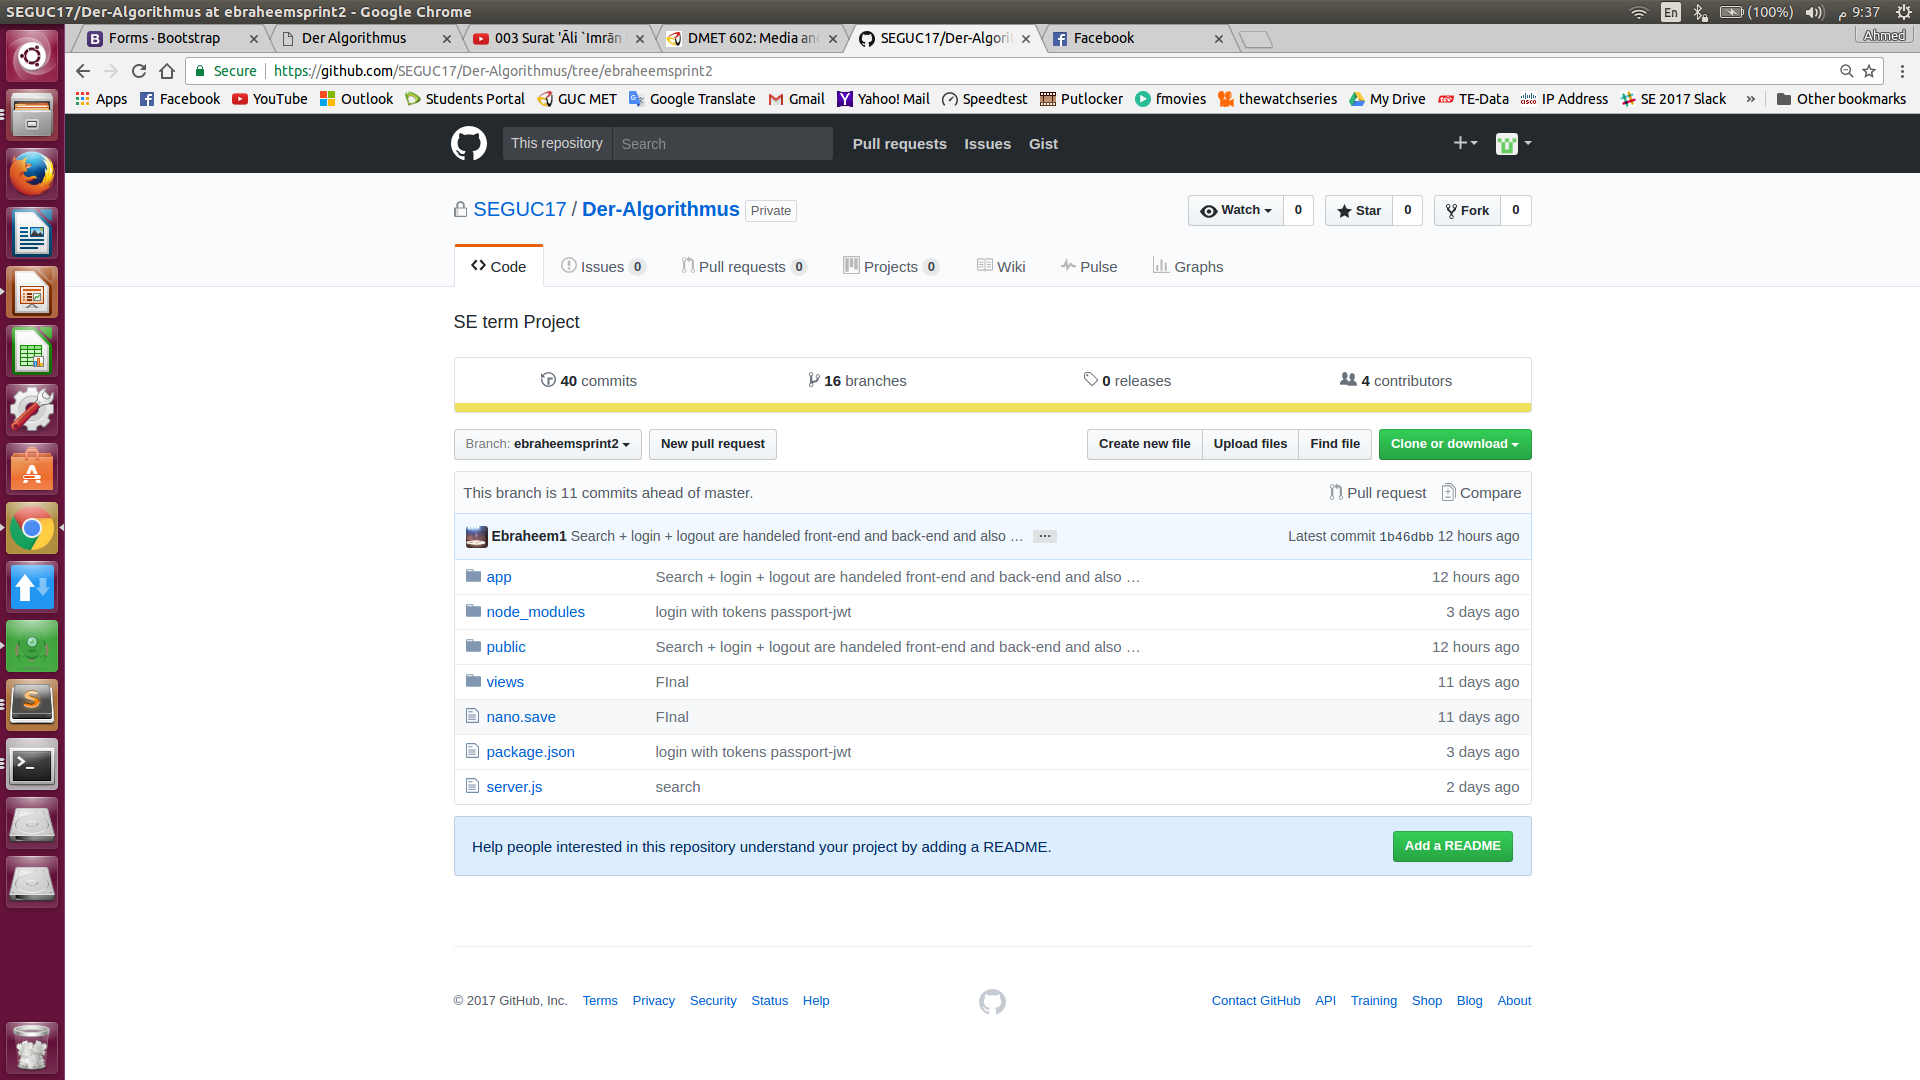 SEGUC17/Der-Algorithmus at ebraheemsprint2 - Google Chrome
En (100%) 9:37 م
Forms · Bootstrap
Der Algorithmus
003 Surat 'Āli `Imrān
DMET 602: Media an
SEGUC17/Der-Algori
Facebook
Ahmed
Secure https://github.com/SEGUC17/Der-Algorithmus/tree/ebraheemsprint2
Apps Facebook YouTube Outlook Students Portal GUC MET Google Translate Gmail Yahoo! Mail Speedtest Putlocker fmovies thewatchseries My Drive TE-Data IP Address SE 2017 Slack » Other bookmarks
This repository Search Pull requests Issues Gist
SEGUC17 / Der-Algorithmus Private
Watch 0 Star 0 Fork 0
Code Issues 0 Pull requests 0 Projects 0 Wiki Pulse Graphs
SE term Project
40 commits 16 branches 0 releases 4 contributors
Branch: ebraheemsprint2 New pull request Create new file Upload files Find file Clone or download
This branch is 11 commits ahead of master. Pull request Compare
Ebraheem1 Search + login + logout are handeled front-end and back-end and also … Latest commit 1b46dbb 12 hours ago
app Search + login + logout are handeled front-end and back-end and also … 12 hours ago
node_modules login with tokens passport-jwt 3 days ago
public Search + login + logout are handeled front-end and back-end and also … 12 hours ago
views FInal 11 days ago
nano.save FInal 11 days ago
package.json login with tokens passport-jwt 3 days ago
server.js search 2 days ago
Help people interested in this repository understand your project by adding a README. Add a README
© 2017 GitHub, Inc. Terms Privacy Security Status Help Contact GitHub API Training Shop Blog About